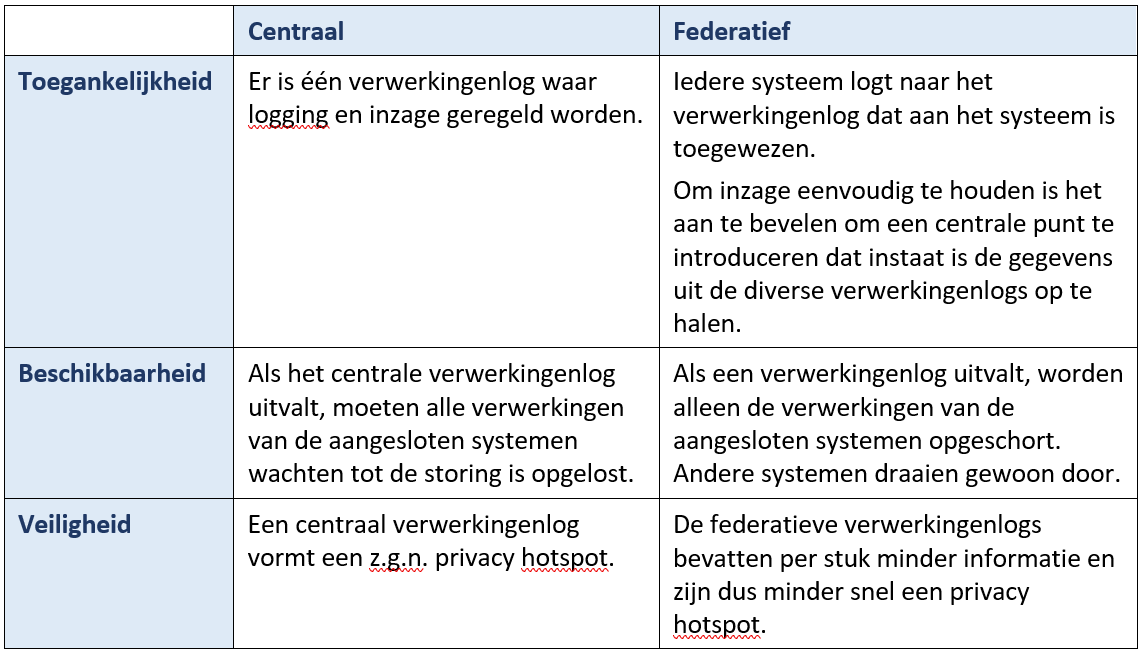 Centraal
Federatief
Toegankelijkheid
Er is één verwerkingenlog waar
logging en inzage geregeld worden.
Iedere systeem logt naar het
verwerkingenlog dat aan het systeem is
toegewezen.
Om inzage eenvoudig te houden is het
aan te bevelen om een centrale punt te
introduceren dat instaat is de gegevens
uit de diverse verwerkingenlogs op te
halen.
Beschikbaarheid
Als het centrale verwerkingenlog
uitvalt, moeten alle verwerkingen
van de aangesloten systemen
wachten tot de storing is opgelost.
Als een verwerkingenlog uitvalt, worden
alleen de verwerkingen van de
aangesloten systemen opgeschort.
Andere systemen draaien gewoon door.
Veiligheid
Een centraal verwerkingenlog
vormt een z.g.n. privacy hotspot.
De federatieve verwerkingenlogs
bevatten per stuk minder informatie en
zijn dus minder snel een privacy
hotspot.